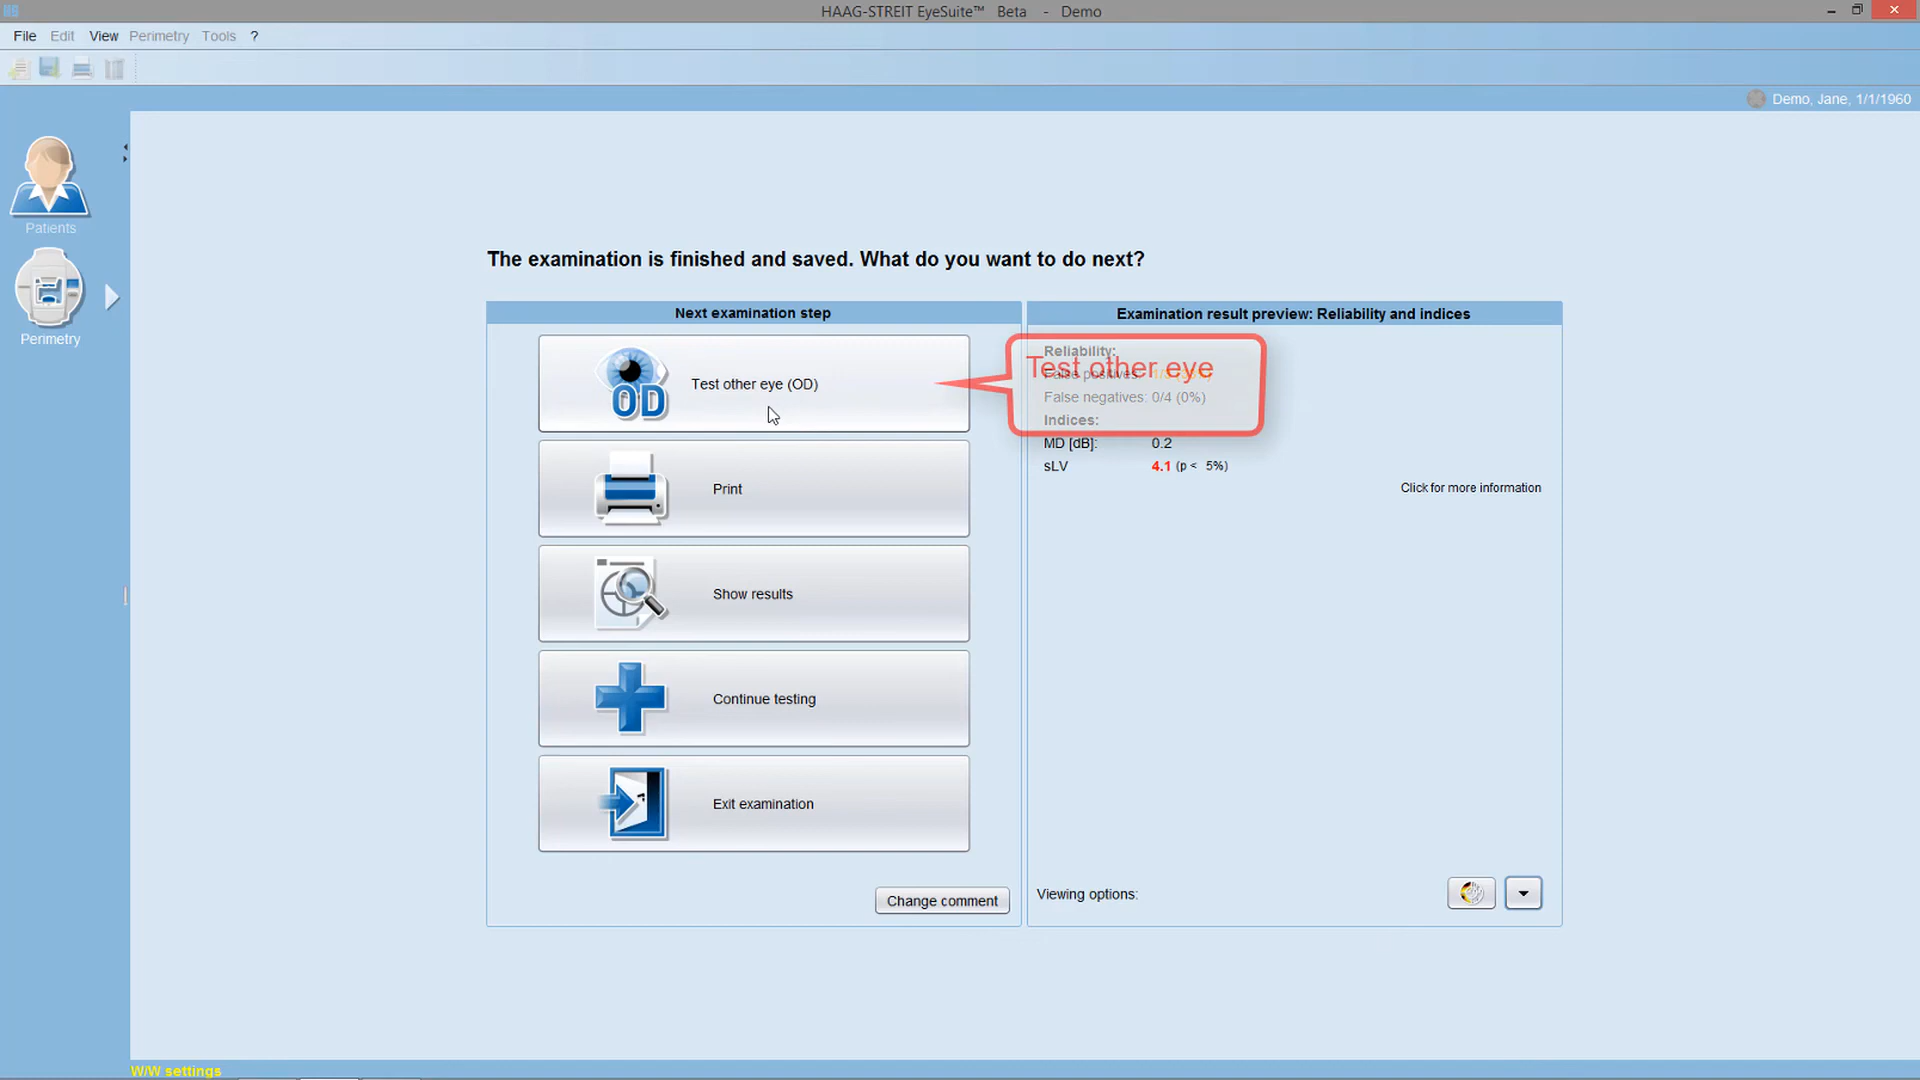 HAAG-STREIT EyeSuite™ Beta - Demo
File Edit View Perimetry Tools ?
Demo, Jane, 1/1/1960
Patients
Perimetry
The examination is finished and saved. What do you want to do next?
Next examination step
Test other eye (OD)
OD
Print
Show results
Continue testing
Exit examination
Change comment
Examination result preview: Reliability and indices
Reliability:
Test other eye
False positives:
False negatives: 0/4 (0%)
Indices:
MD [dB]: 0.2
sLV 4.1 (p < 5%)
Click for more information
Viewing options:
W/W settings